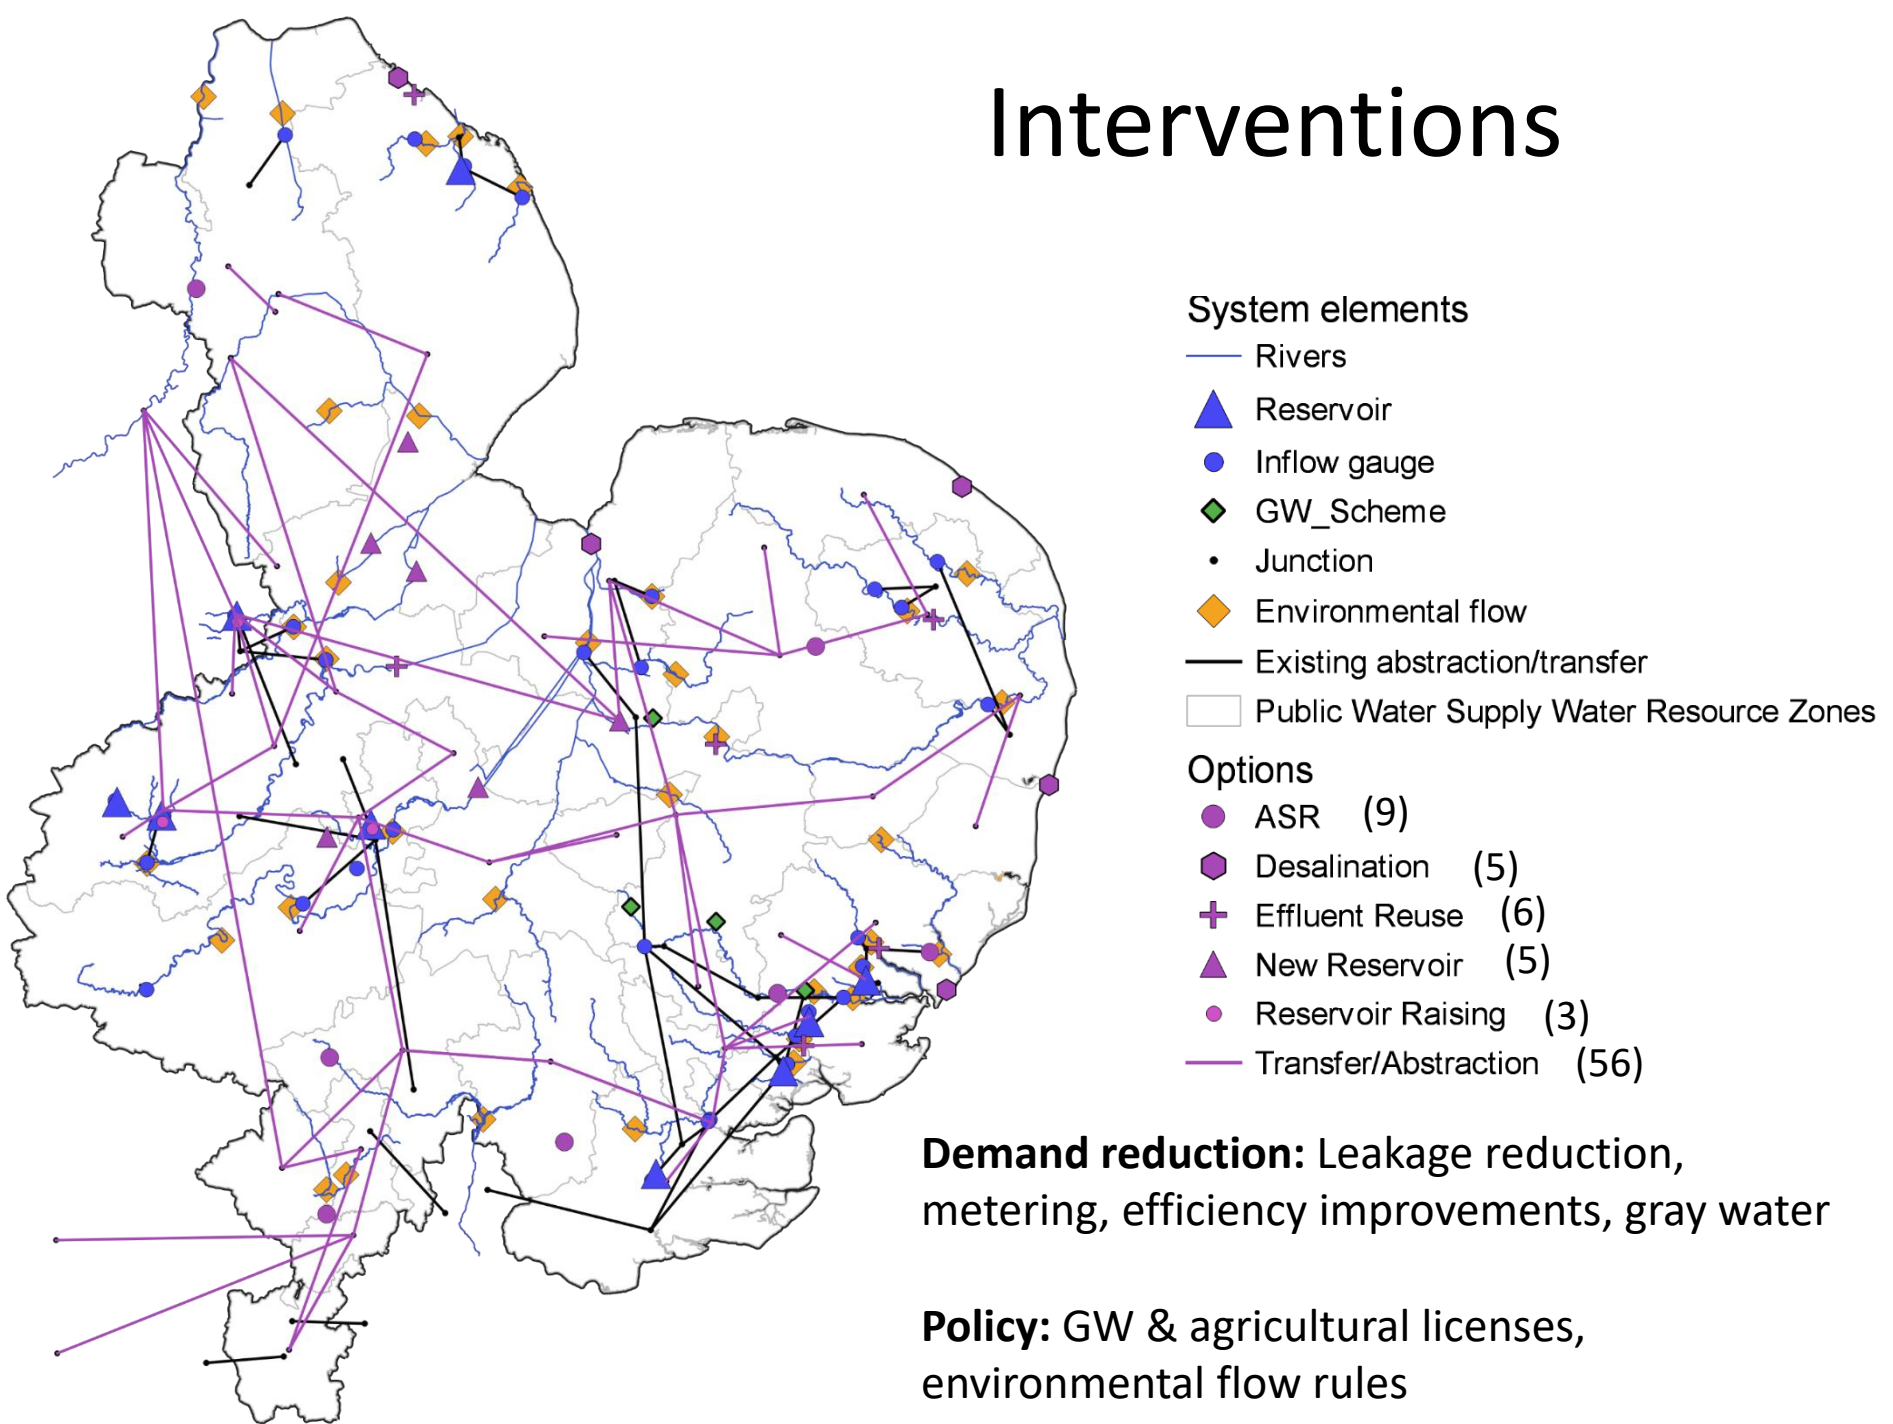 Interventions
System elements
Rivers
Reservoir
Inflow gauge
GW_Scheme
Junction
Environmental flow
Existing abstraction/transfer
Public Water Supply Water Resource Zones
Options
ASR (9)
Desalination (5)
Effluent Reuse (6)
New Reservoir (5)
Reservoir Raising (3)
Transfer/Abstraction (56)
Demand reduction: Leakage reduction,
metering, efficiency improvements, gray water
Policy: GW & agricultural licenses,
environmental flow rules